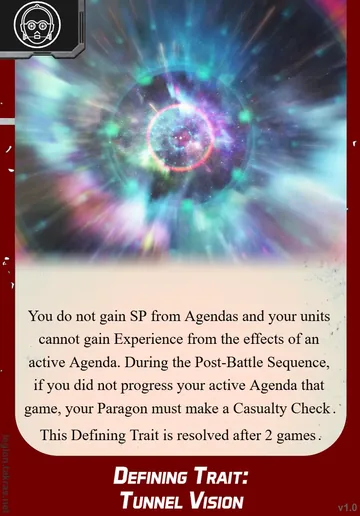 You do not gain SP from Agendas and your units
cannot gain Experience from the effects of an
active Agenda. During the Post-Battle Sequence,
if you did not progress your active Agenda that
game, your Paragon must make a Casualty Check.
This Defining Trait is resolved after 2 games.
Defining Trait:
Tunnel Vision
v1.0